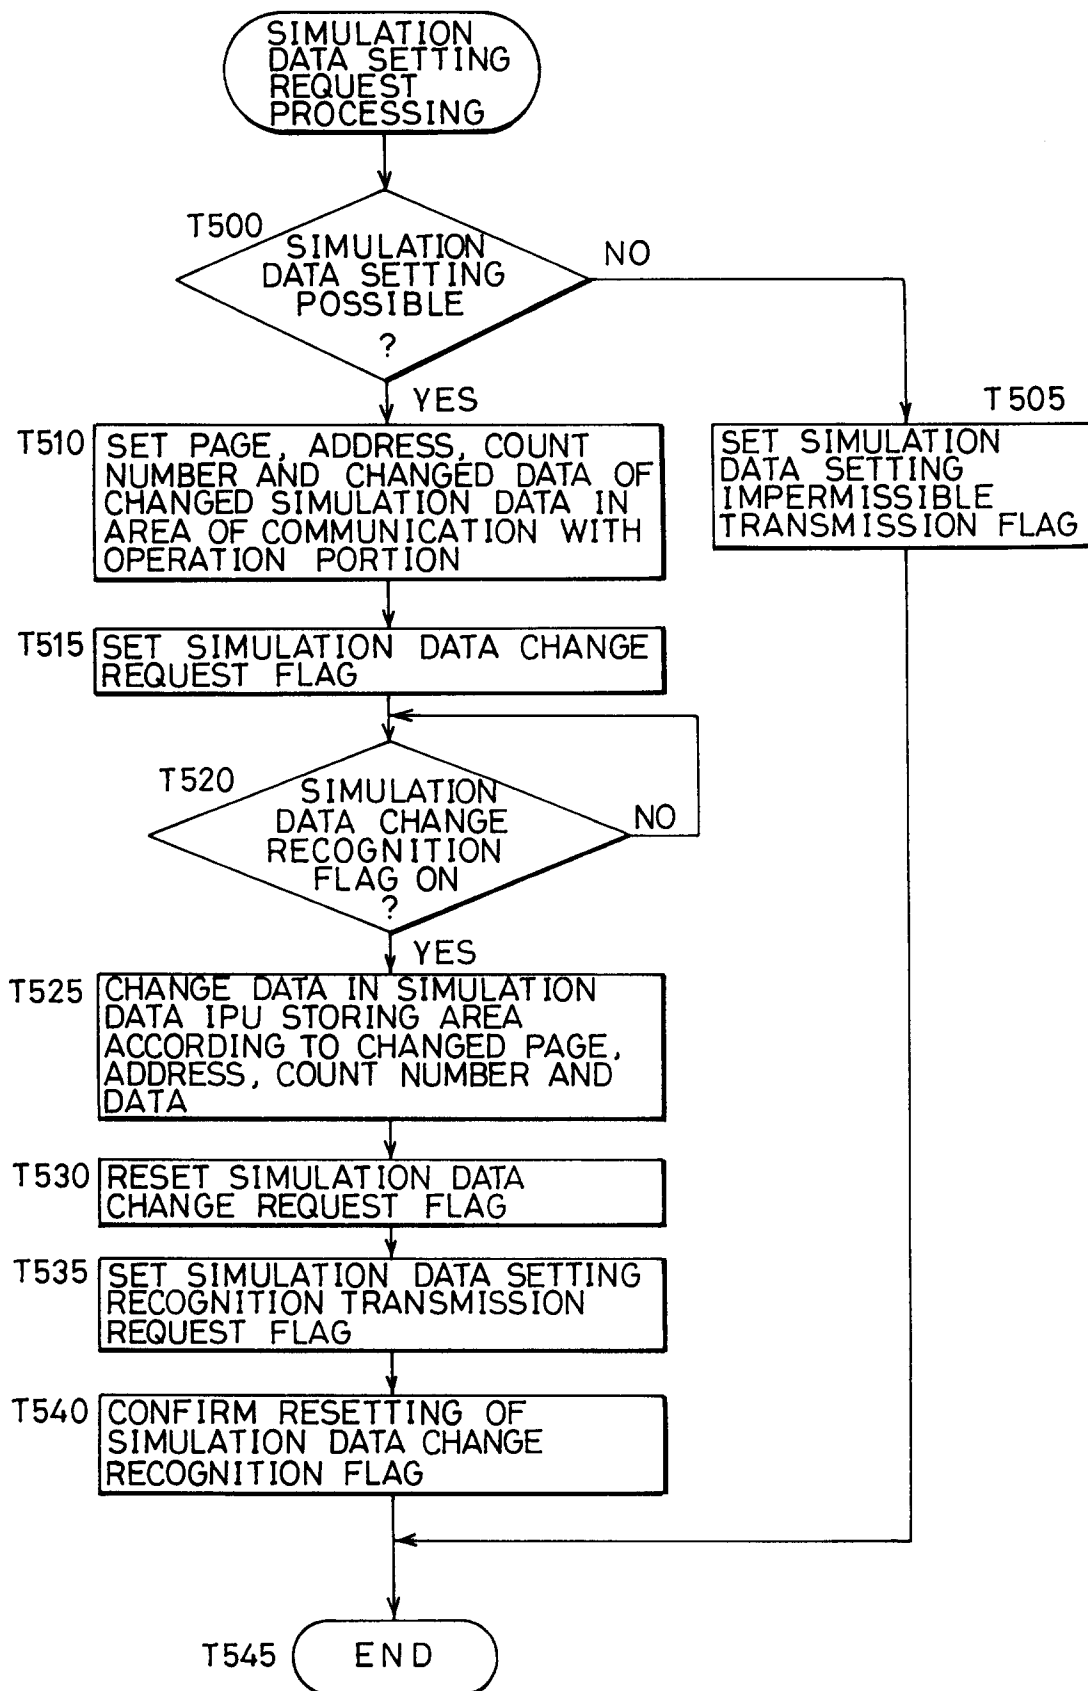 SIMULATION
DATA SETTING
REQUEST
PROCESSING
T500
SIMULATION
DATA SETTING
POSSIBLE
?
NO
YES
T505
SET SIMULATION
DATA SETTING
IMPERMISSIBLE
TRANSMISSION FLAG
T510
SET PAGE, ADDRESS, COUNT
NUMBER AND CHANGED DATA OF
CHANGED SIMULATION DATA IN
AREA OF COMMUNICATION WITH
OPERATION PORTION
T515
SET SIMULATION DATA CHANGE
REQUEST FLAG
T520
SIMULATION
DATA CHANGE
RECOGNITION
FLAG ON
?
NO
YES
T525
CHANGE DATA IN SIMULATION
DATA IPU STORING AREA
ACCORDING TO CHANGED PAGE,
ADDRESS, COUNT NUMBER AND
DATA
T530
RESET SIMULATION DATA
CHANGE REQUEST FLAG
T535
SET SIMULATION DATA SETTING
RECOGNITION TRANSMISSION
REQUEST FLAG
T540
CONFIRM RESETTING OF
SIMULATION DATA CHANGE
RECOGNITION FLAG
T545
END